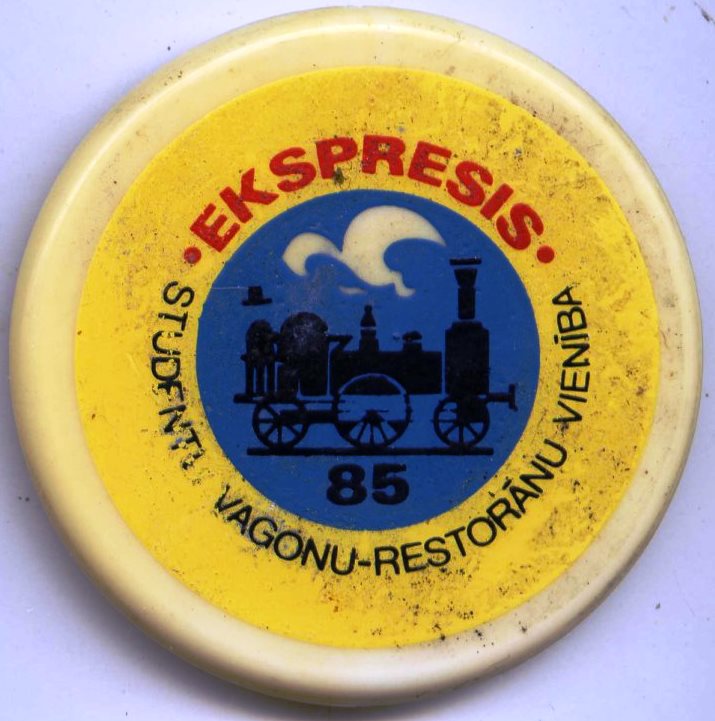 ·EKSPRESIS·
STUDENTU VAGONU-RESTORĀNU VIENĪBA
85